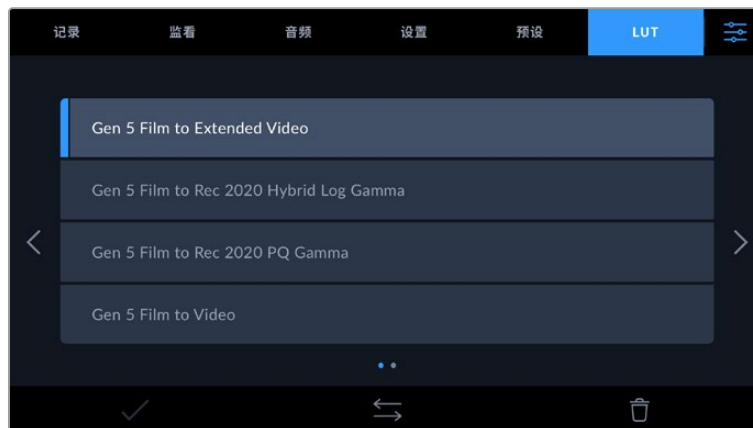 记录 监看 音频 设置 预设 LUT
Gen 5 Film to Extended Video
Gen 5 Film to Rec 2020 Hybrid Log Gamma
Gen 5 Film to Rec 2020 PQ Gamma
Gen 5 Film to Video